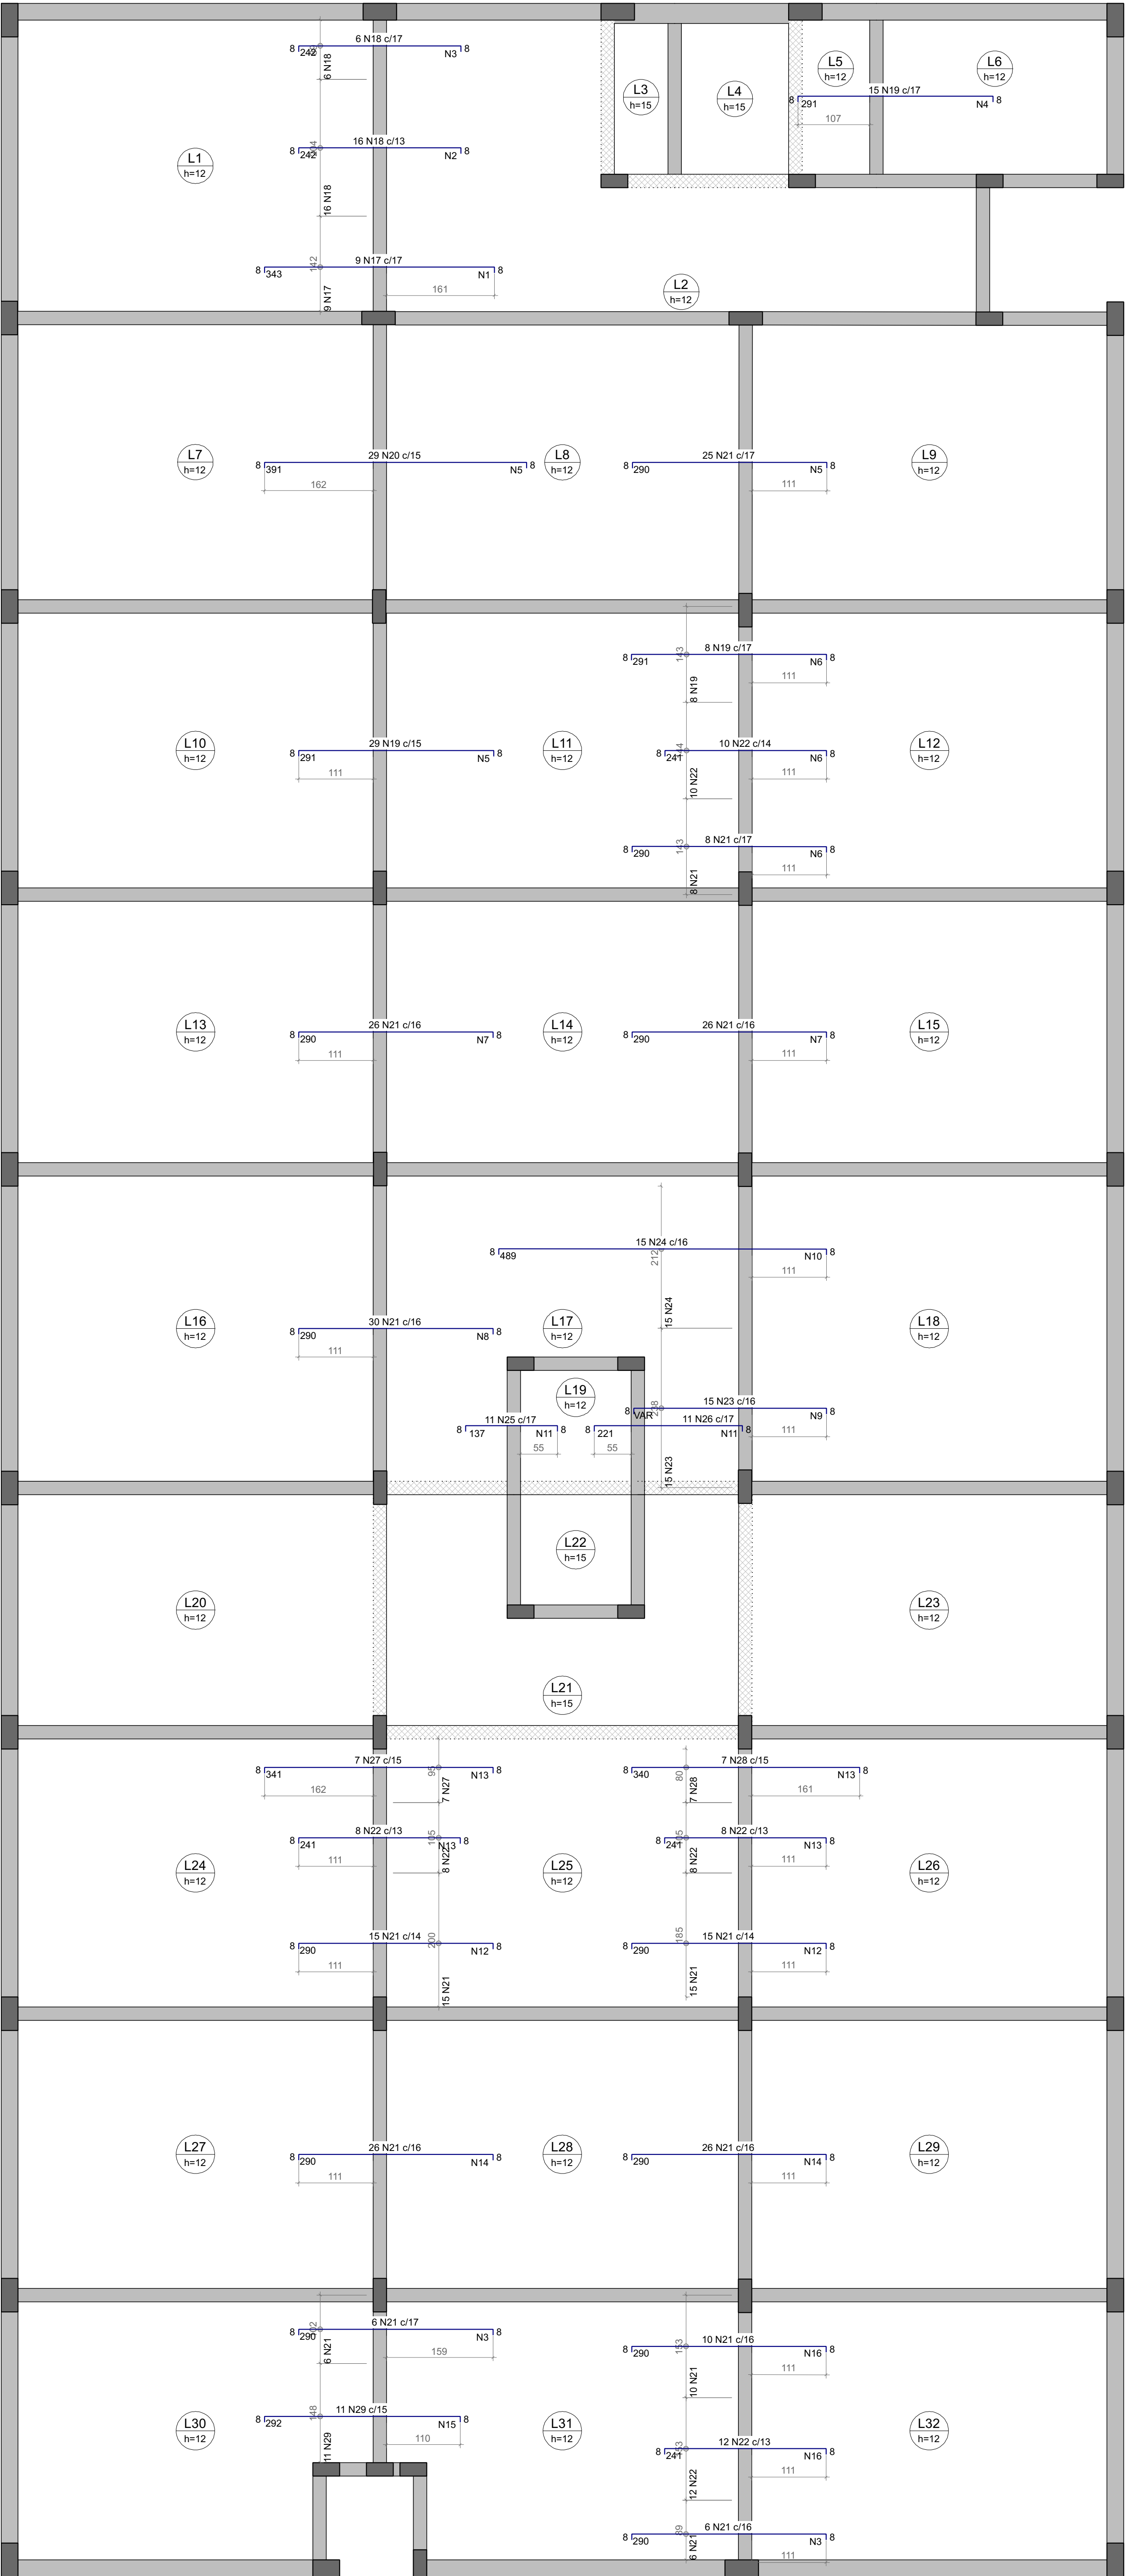 6 N18 c/17
8 242 N3 8
6 N18
L3
h=15
L4
h=15
L5
h=12
L6
h=12
15 N19 c/17
8 291 N4 8
107
16 N18 c/13
8 242 N2 8
16 N18
L1
h=12
142
9 N17 c/17
8 343 N1 8
161
9 N17
L2
h=12
L7
h=12
29 N20 c/15
8 391 N5 8
162
L8
h=12
25 N21 c/17
8 290 N5 8
111
L9
h=12
143
8 N19 c/17
8 291 N6 8
111
8 N19
L10
h=12
29 N19 c/15
8 291 N5 8
111
L11
h=12
10 N22 c/14
8 241 N6 8
111
10 N22
L12
h=12
143
8 N21 c/17
8 290 N6 8
111
8 N21
L13
h=12
26 N21 c/16
8 290 N7 8
111
L14
h=12
26 N21 c/16
8 290 N7 8
111
L15
h=12
15 N24 c/16
8 489 N10 8
212
111
15 N24
L16
h=12
30 N21 c/16
8 290 N8 8
111
L17
h=12
L18
h=12
L19
h=12
238
15 N23 c/16
8 VAR N9 8
111
11 N25 c/17
8 137 N11 8
55
11 N26 c/17
8 221 N11 8
55
15 N23
L22
h=15
L20
h=12
L23
h=12
L21
h=15
95
7 N27 c/15
8 341 N13 8
162
7 N27
80
7 N28 c/15
8 340 N13 8
161
7 N28
105
8 N22 c/13
8 241 N13 8
111
8 N22
8 N22 c/13
8 241 N13 8
111
8 N22
L24
h=12
L25
h=12
L26
h=12
200
15 N21 c/14
8 290 N12 8
111
15 N21
185
15 N21 c/14
8 290 N12 8
111
15 N21
L27
h=12
26 N21 c/16
8 290 N14 8
111
L28
h=12
26 N21 c/16
8 290 N14 8
111
L29
h=12
6 N21 c/17
8 290 N3 8
159
6 N21
153
10 N21 c/16
8 290 N16 8
111
10 N21
148
11 N29 c/15
8 292 N15 8
110
11 N29
L30
h=12
L31
h=12
L32
h=12
12 N22 c/13
8 241 N16 8
111
12 N22
89
6 N21 c/16
8 290 N3 8
111
6 N21